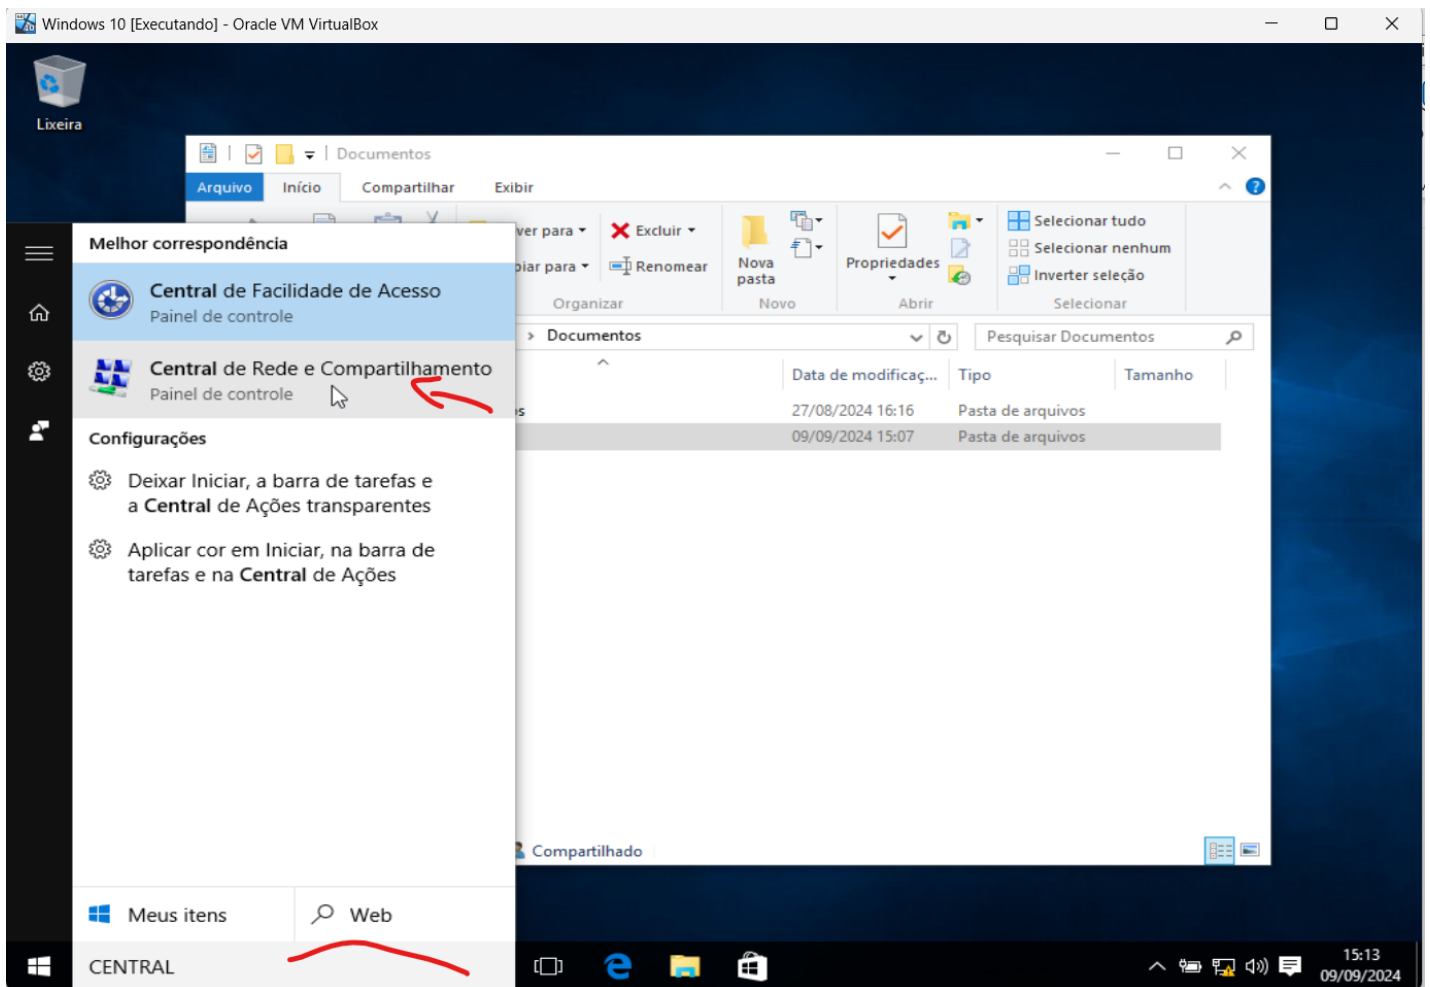 Windows 10 [Executando] - Oracle VM VirtualBox
Lixeira
Documentos
Arquivo
Início
Compartilhar
Exibir
ver para
Excluir
Nova pasta
Propriedades
Selecionar tudo
Selecionar nenhum
Inverter seleção
piar para
Renomear
Organizar
Novo
Abrir
Selecionar
Documentos
Pesquisar Documentos
Data de modificaç...
Tipo
Tamanho
os
27/08/2024 16:16
Pasta de arquivos
09/09/2024 15:07
Pasta de arquivos
Compartilhado
Melhor correspondência
Central de Facilidade de Acesso
Painel de controle
Central de Rede e Compartilhamento
Painel de controle
Configurações
Deixar Iniciar, a barra de tarefas e
a Central de Ações transparentes
Aplicar cor em Iniciar, na barra de
tarefas e na Central de Ações
Meus itens
Web
CENTRAL
15:13
09/09/2024